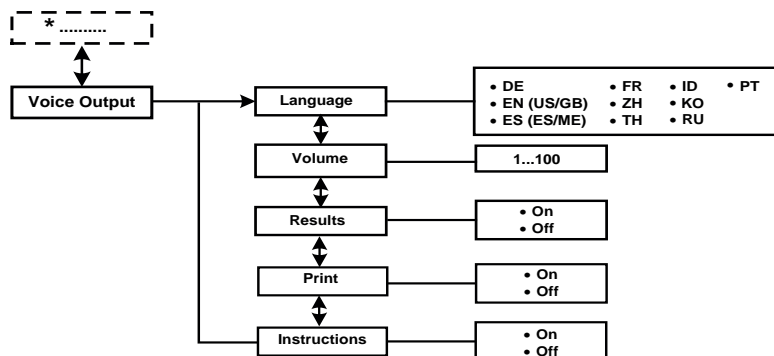 * ..........
Voice Output
Language
• DE • FR • ID • PT
• EN (US/GB) • ZH • KO
• ES (ES/ME) • TH • RU
Volume
1...100
Results
• On
• Off
Print
• On
• Off
Instructions
• On
• Off